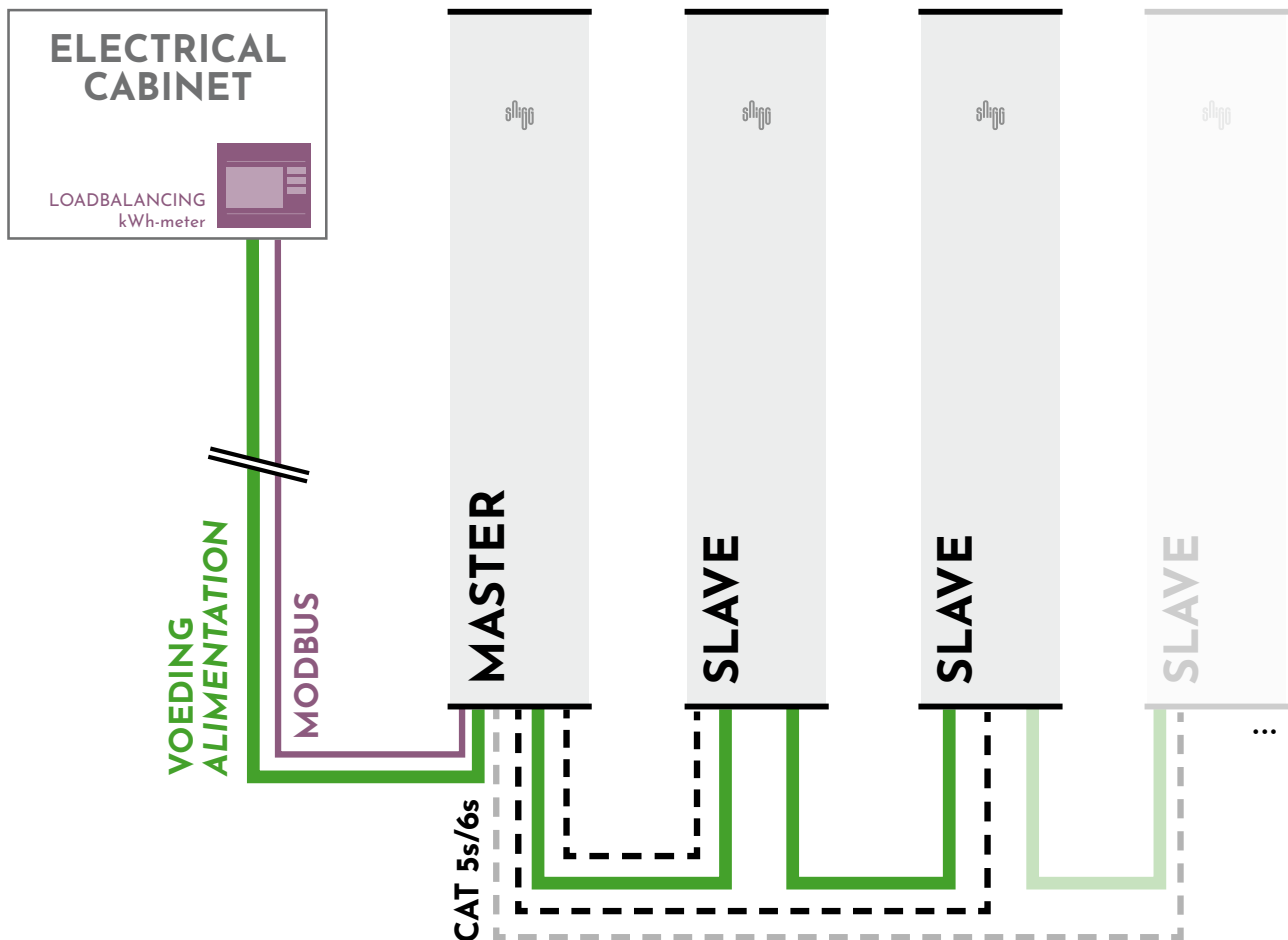 ELECTRICAL
CABINET
LOADBALANCING
kWh-meter
VOEDING
ALIMENTATION
MODBUS
MASTER
SLAVE
SLAVE
SLAVE
...
CAT 5s/6s